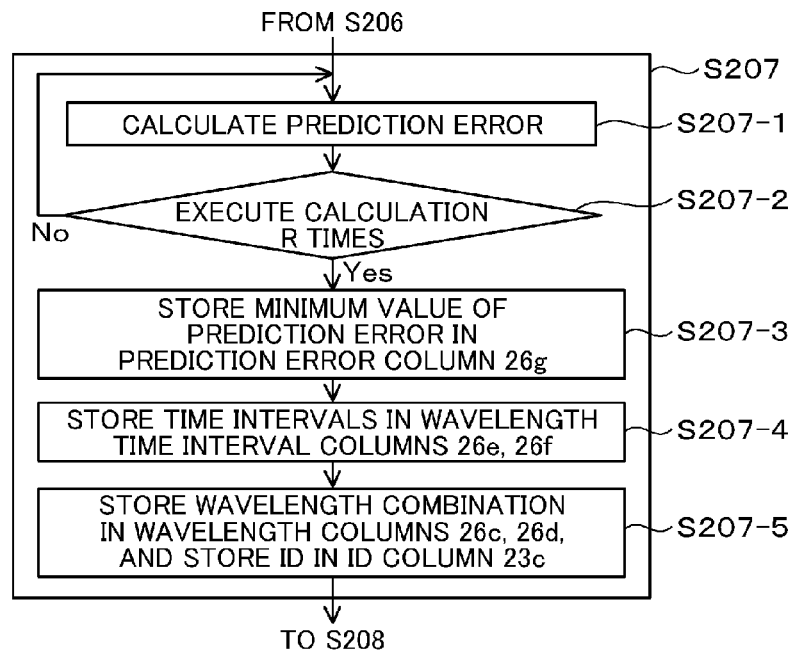 FROM S206
S207
CALCULATE PREDICTION ERROR
S207-1
EXECUTE CALCULATION
R TIMES
S207-2
No
Yes
STORE MINIMUM VALUE OF
PREDICTION ERROR IN
PREDICTION ERROR COLUMN 26g
S207-3
STORE TIME INTERVALS IN WAVELENGTH
TIME INTERVAL COLUMNS 26e, 26f
S207-4
STORE WAVELENGTH COMBINATION
IN WAVELENGTH COLUMNS 26c, 26d,
AND STORE ID IN ID COLUMN 23c
S207-5
TO S208